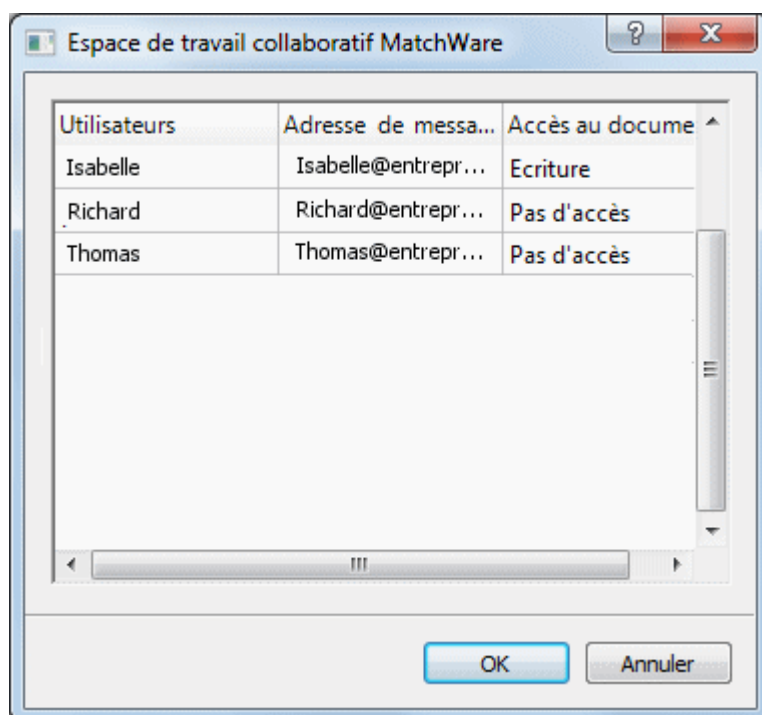 Espace de travail collaboratif MatchWare
Utilisateurs Adresse de messa... Accès au docume
Isabelle Isabelle@entrepr... Ecriture
Richard Richard@entrepr... Pas d'accès
Thomas Thomas@entrepr... Pas d'accès
OK Annuler